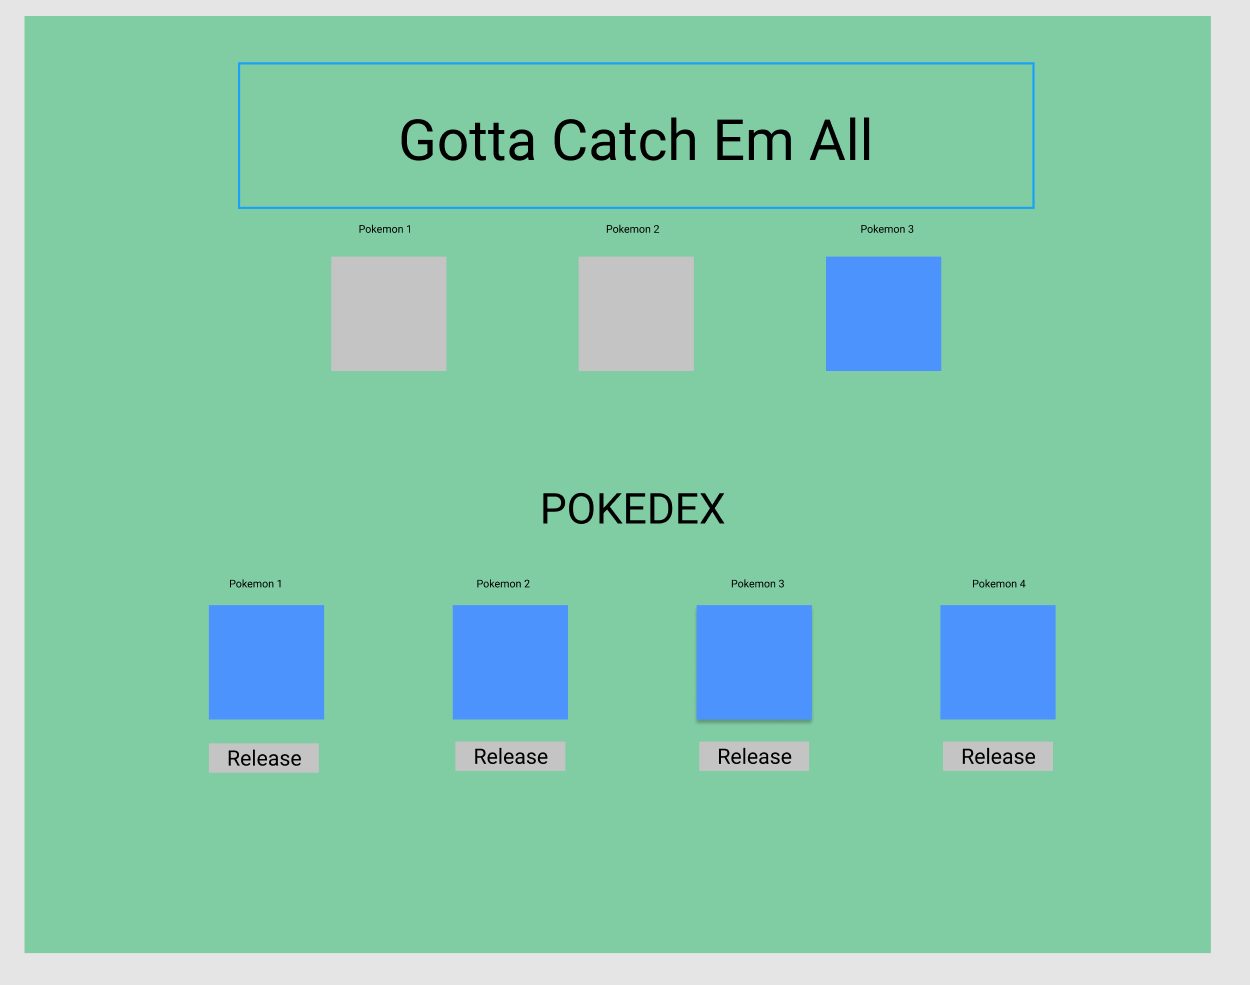 Gotta Catch Em All
Pokemon 1
Pokemon 2
Pokemon 3
POKEDEX
Pokemon 1
Pokemon 2
Pokemon 3
Pokemon 4
Release
Release
Release
Release